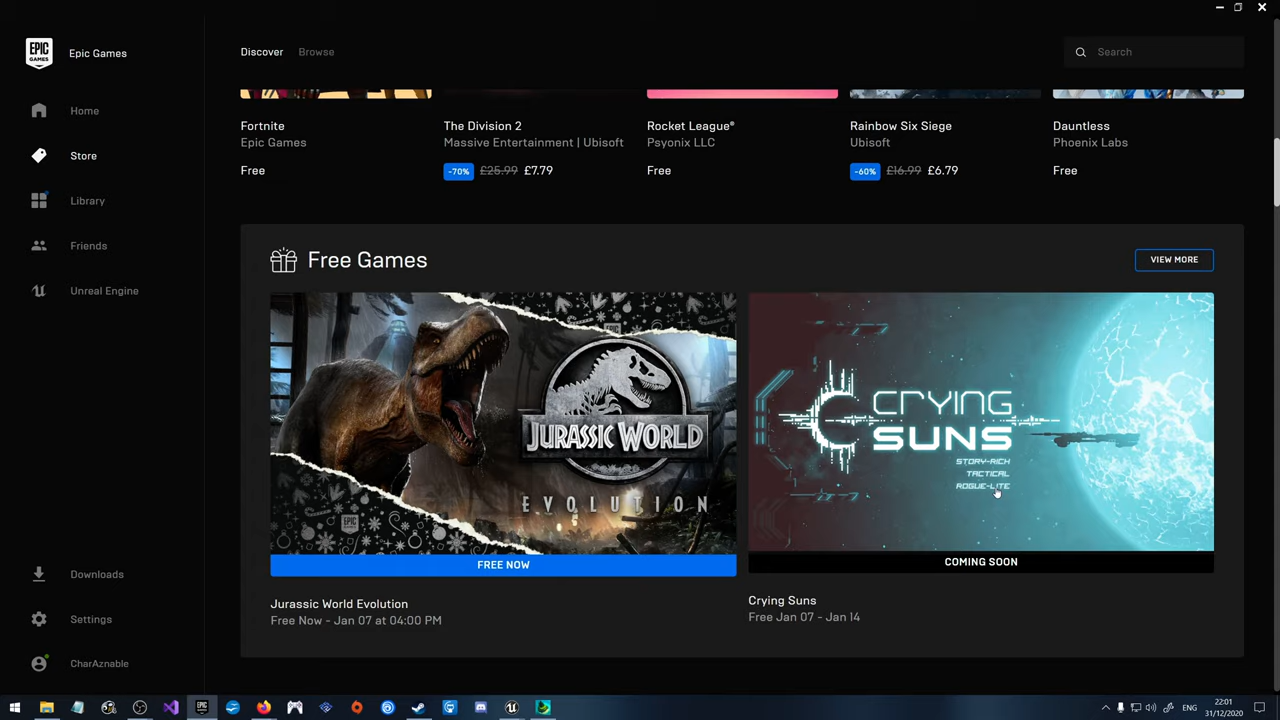 EPIC
GAMES
Epic Games
Home
Store
Library
Friends
Unreal Engine
Downloads
Settings
CharAznable
Discover
Browse
Search
Fortnite
Epic Games
Free
The Division 2
Massive Entertainment | Ubisoft
-70% £25.99 £7.79
Rocket League®
Psyonix LLC
Free
Rainbow Six Siege
Ubisoft
-60% £16.99 £6.79
Dauntless
Phoenix Labs
Free
Free Games
VIEW MORE
EPIC
JURASSIC WORLD
EVOLUTION
FREE NOW
Jurassic World Evolution
Free Now - Jan 07 at 04:00 PM
CRYING
SUNS
STORY-RICH
TACTICAL
ROGUE-LITE
COMING SOON
Crying Suns
Free Jan 07 - Jan 14
ENG
22:01
31/12/2020